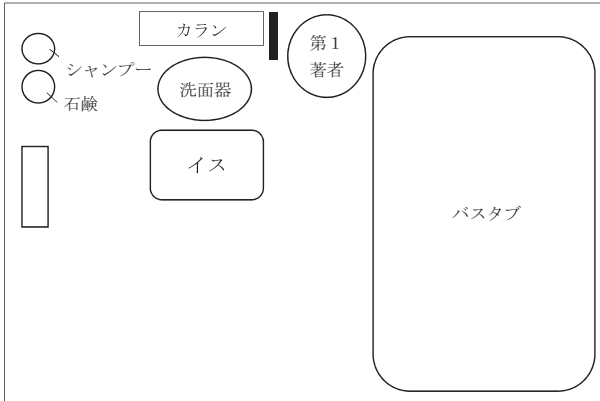 カラン
第１
著者
シャンプー
石鹸
洗面器
イス
バスタブ